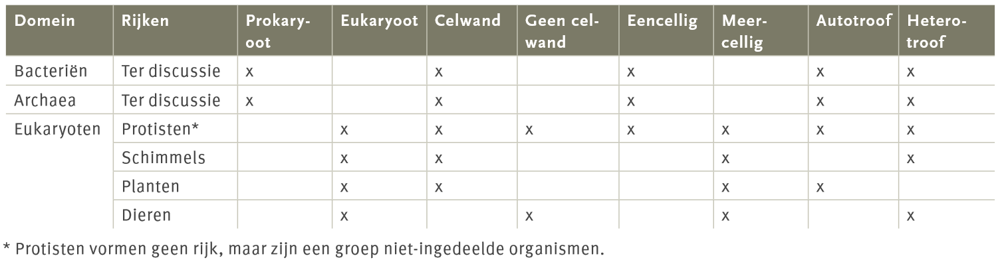 Domein Rijken Prokary- Eukaryoot Celwand Geen cel- Eencellig Meer- Autotroof Hetero-
oot wand cellig troof
Bacteriën Ter discussie x x x x x
Archaea Ter discussie x x x x x
Eukaryoten Protisten* x x x x x x x
Schimmels x x x x
Planten x x x x
Dieren x x x x
* Protisten vormen geen rijk, maar zijn een groep niet-ingedeelde organismen.